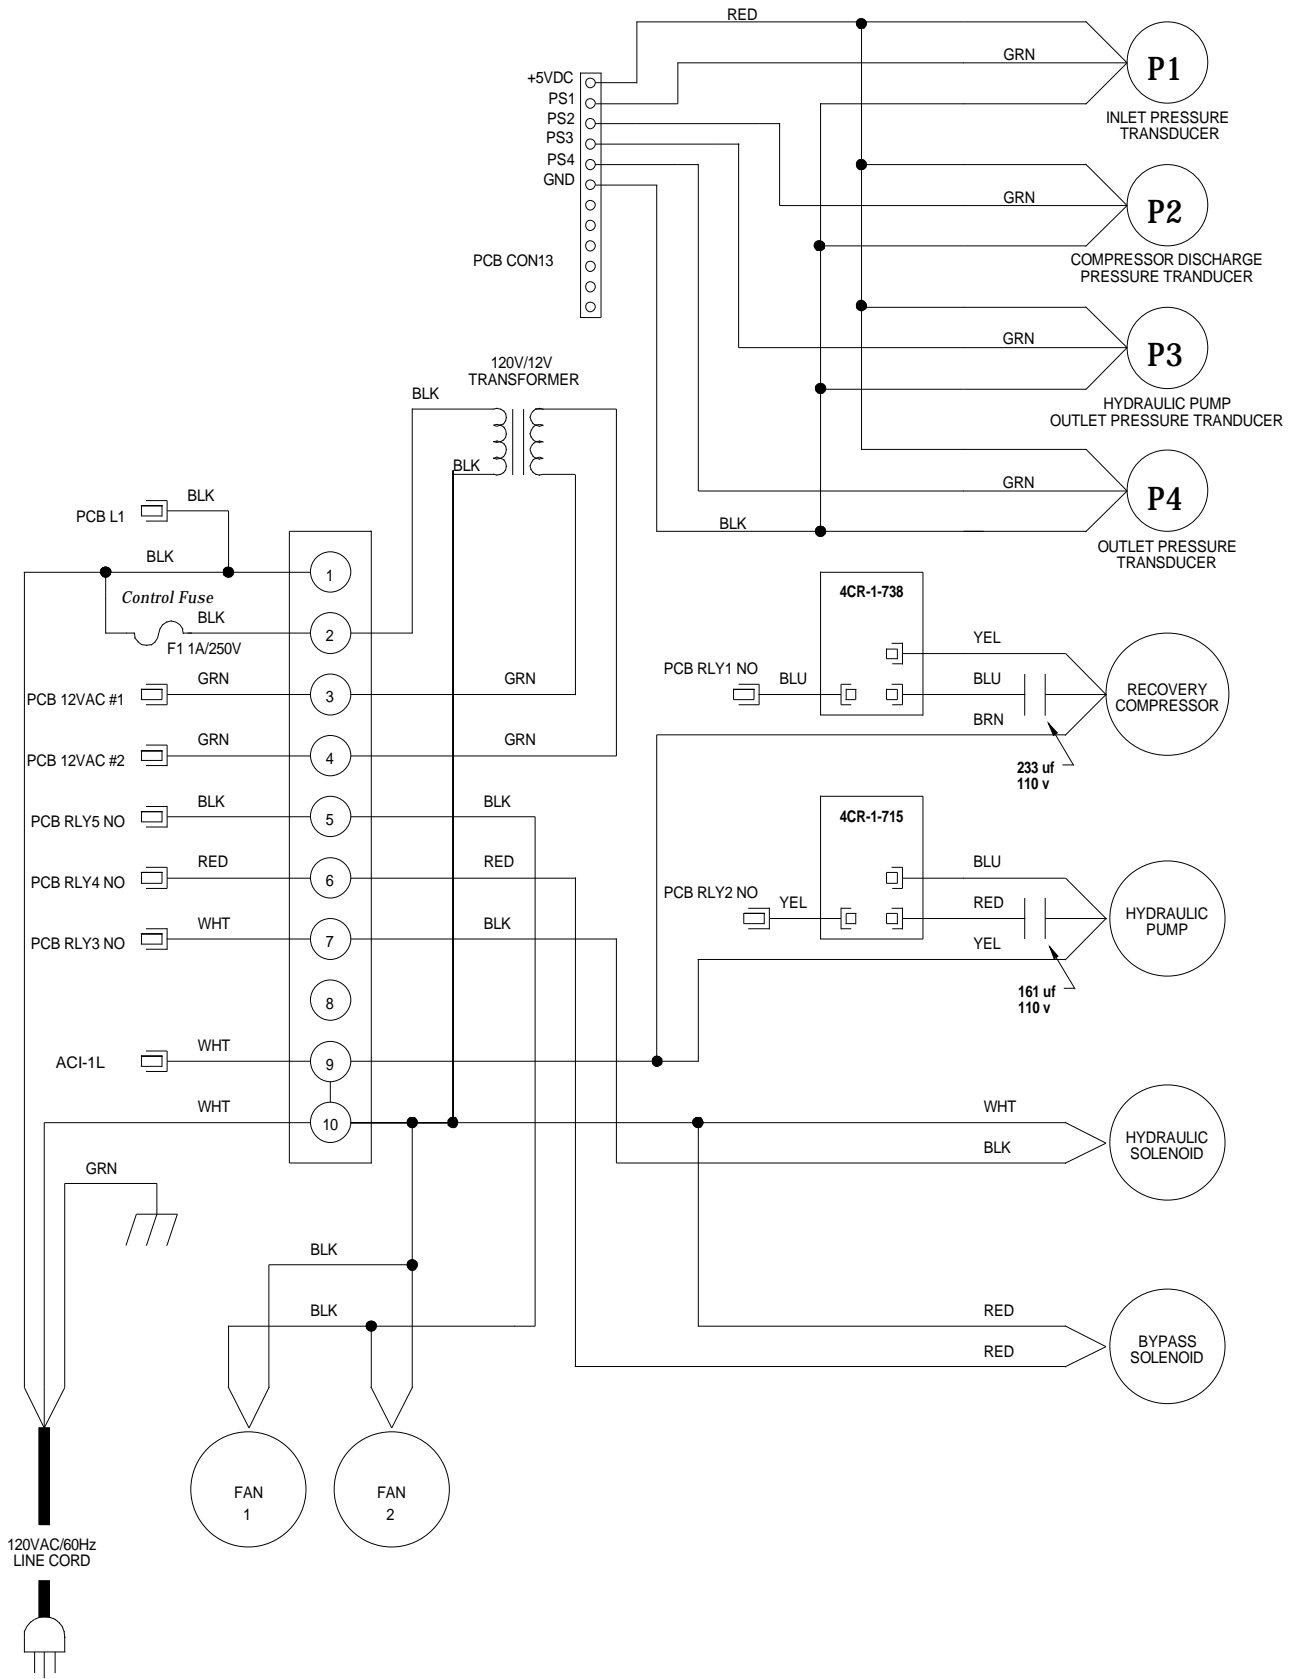 RED
GRN
P1
INLET PRESSURE
TRANSDUCER
+5VDC
PS1
PS2
PS3
PS4
GND
PCB CON13
GRN
P2
COMPRESSOR DISCHARGE
PRESSURE TRANDUCER
GRN
P3
HYDRAULIC PUMP
OUTLET PRESSURE TRANDUCER
GRN
P4
BLK
OUTLET PRESSURE
TRANSDUCER
120V/12V
TRANSFORMER
BLK
BLK
PCB L1
BLK
BLK
1
Control Fuse
BLK
2
F1 1A/250V
PCB 12VAC #1
GRN
3
GRN
PCB 12VAC #2
GRN
4
GRN
PCB RLY5 NO
BLK
5
BLK
PCB RLY4 NO
RED
6
RED
PCB RLY3 NO
WHT
7
BLK
8
ACI-1L
WHT
9
WHT
10
4CR-1-738
PCB RLY1 NO
BLU
YEL
BLU
BRN
RECOVERY
COMPRESSOR
233 uf
110 v
4CR-1-715
PCB RLY2 NO
YEL
BLU
RED
YEL
HYDRAULIC
PUMP
161 uf
110 v
WHT
BLK
HYDRAULIC
SOLENOID
GRN
BLK
BLK
RED
RED
BYPASS
SOLENOID
FAN
1
FAN
2
120VAC/60Hz
LINE CORD